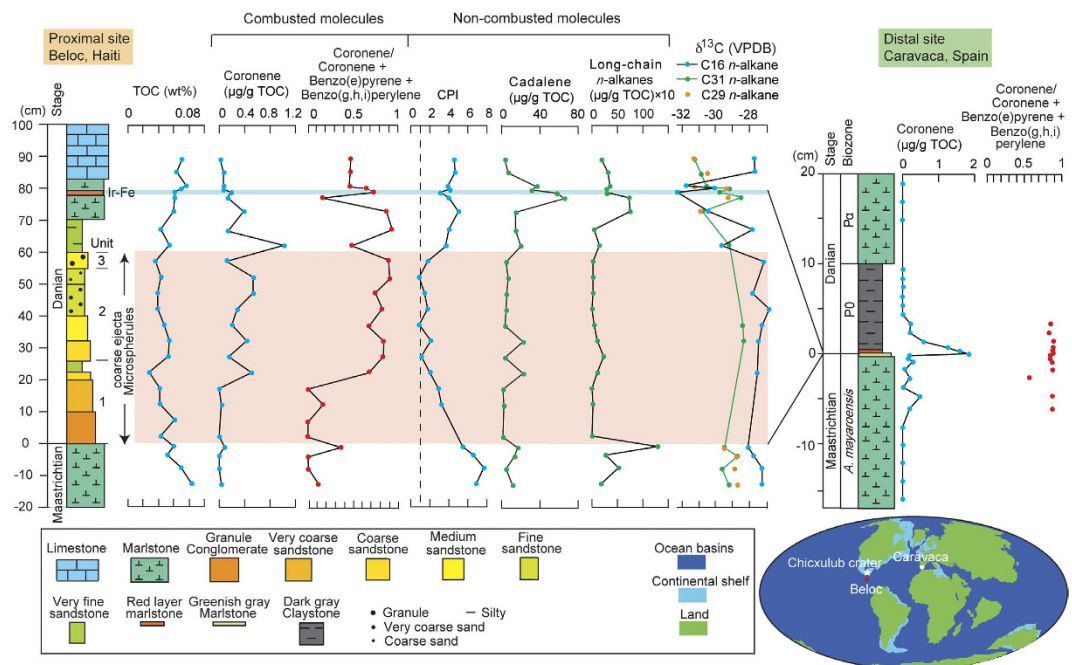 Combusted molecules
Non-combusted molecules
Proximal site
Beloc, Haiti
Distal site
Caravaca, Spain
(cm)
Stage
TOC (wt%)
0 0.08
Coronene
(μg/g TOC)
0 0.4 0.8 1.2
Coronene/
Coronene +
Benzo(e)pyrene +
Benzo(g,h,i)perylene
0 0.5 1
CPI
0 2 4 6 8
Cadalene
(μg/g TOC)
0 40 80
Long-chain
n-alkanes
(μg/g TOC)×10
0 50 100 150
δ13C (VPDB)
C16 n-alkane
C31 n-alkane
C29 n-alkane
-32 -30 -28
100
90
80
70
60
50
40
30
20
10
0
-10
-20
Maastrichtian
Danian
Ir-Fe
Unit
3
2
1
coarse ejecta
Microspherules
(cm)
Stage
Biozone
Coronene
(μg/g TOC)
0 1 2
Coronene/
Coronene +
Benzo(e)pyrene +
Benzo(g,h,i)
perylene
0 0.5 1
20
10
0
-10
Maastrichtian
Danian
A. mayaroensis
P0
Pα
Limestone
Marlstone
Granule
Conglomerate
Very coarse
sandstone
Coarse
sandstone
Medium
sandstone
Fine
sandstone
Very fine
sandstone
Red layer
marlstone
Greenish gray
Marlstone
Dark gray
Claystone
Granule
Very coarse sand
Coarse sand
Silty
Ocean basins
Continental shelf
Land
Chicxulub crater
Caravaca
Beloc